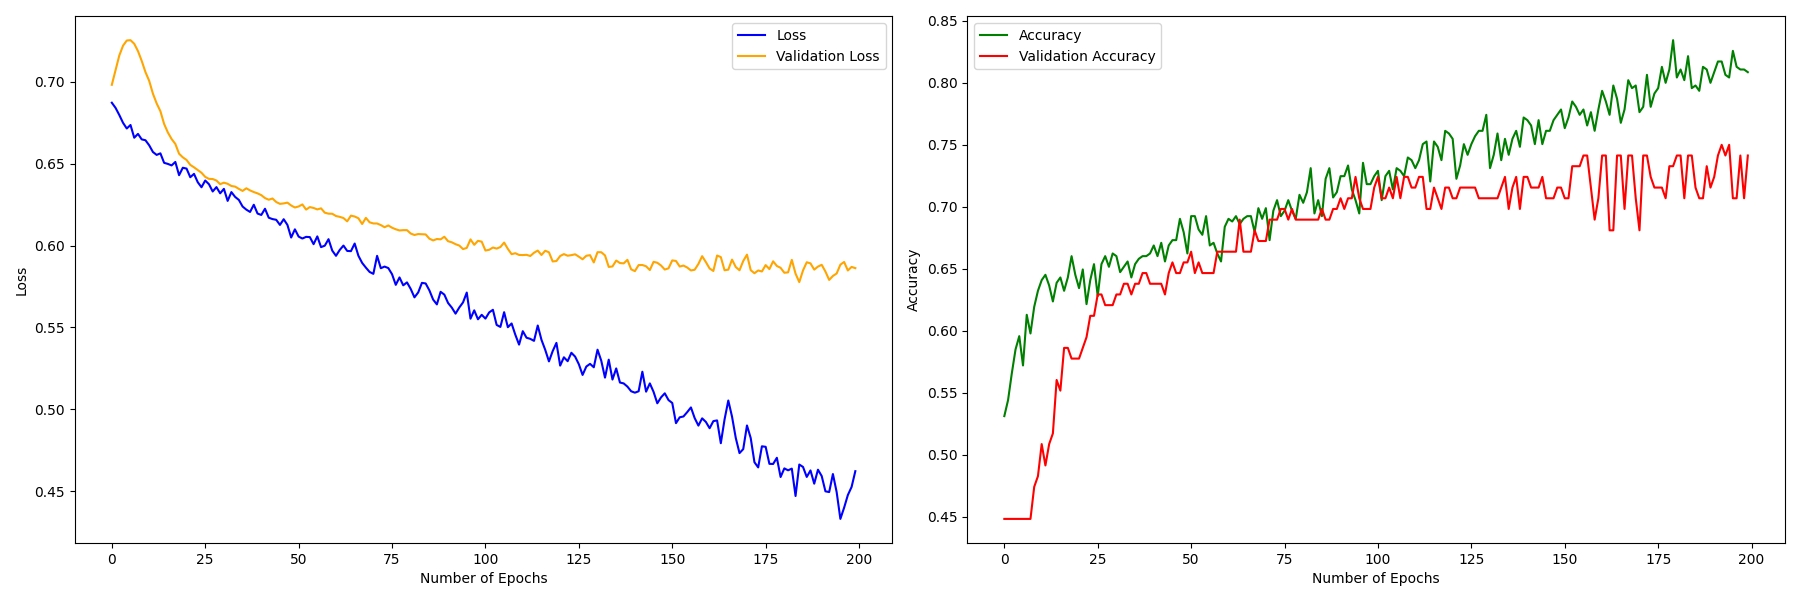 Loss
Validation Loss
0.70
0.65
0.60
0.55
0.50
0.45
Loss
0 25 50 75 100 125 150 175 200
Number of Epochs
Accuracy
Validation Accuracy
0.85
0.80
0.75
0.70
0.65
0.60
0.55
0.50
0.45
Accuracy
0 25 50 75 100 125 150 175 200
Number of Epochs